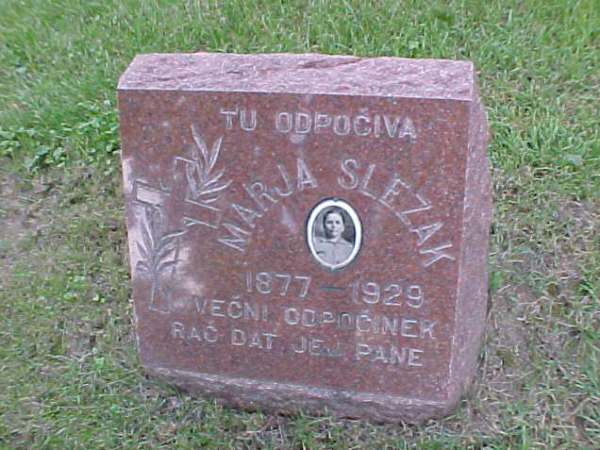 TU ODPOČIVA
MARJA SLEZAK
1877 — 1929
VEČNI ODPOČINEK
RAČ DAT JEJ PANE